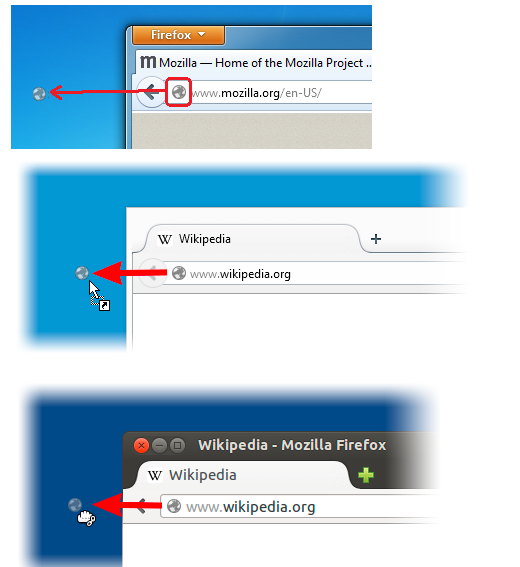 Firefox
m Mozilla — Home of the Mozilla Project ...
www.mozilla.org/en-US/
W Wikipedia
www.wikipedia.org
Wikipedia - Mozilla Firefox
W Wikipedia
www.wikipedia.org